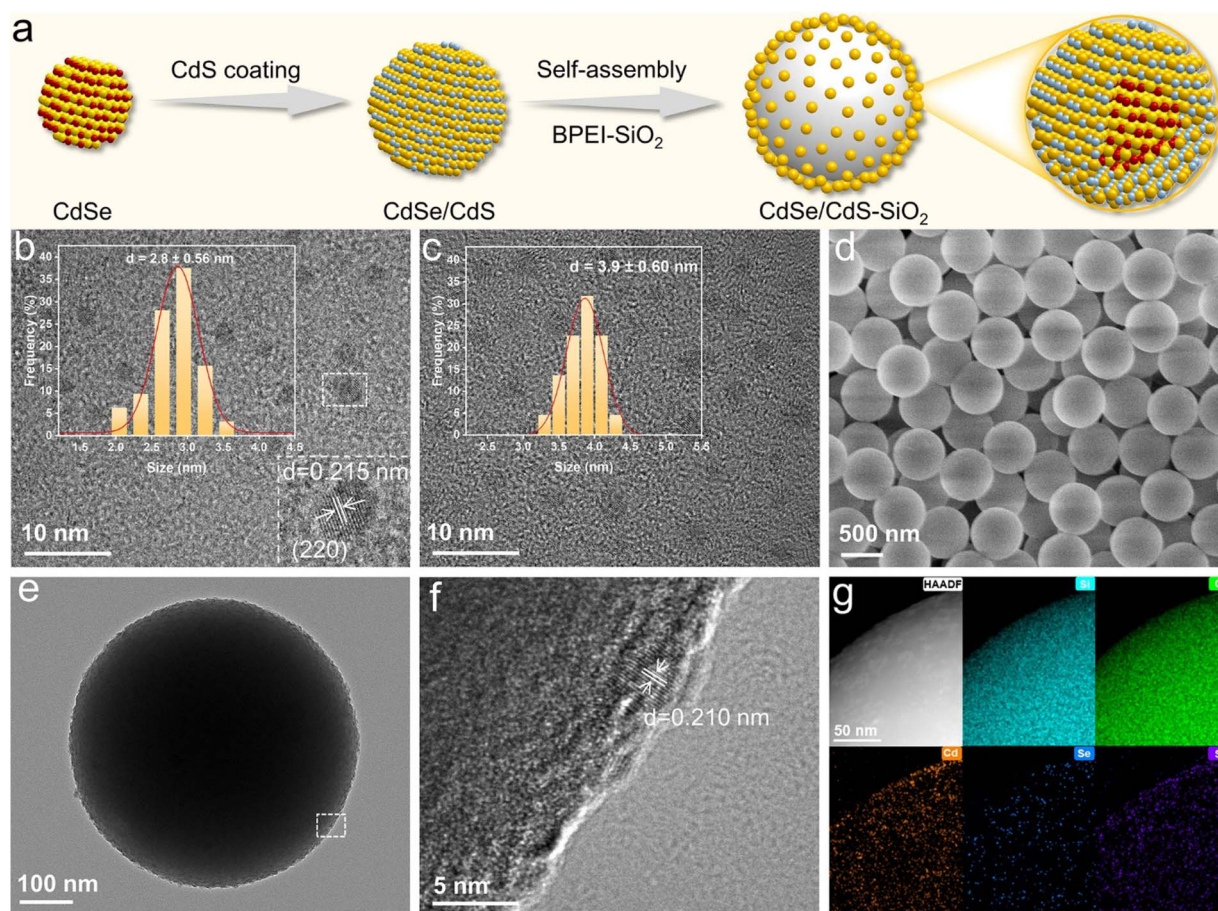 a
CdS coating
Self-assembly
BPEI-SiO₂
CdSe
CdSe/CdS
CdSe/CdS-SiO₂
b
d = 2.8 ± 0.56 nm
Frequency (%)
40
35
30
25
20
15
10
5
0
1.5 2.0 2.5 3.0 3.5 4.0 4.5
Size (nm)
d=0.215 nm
(220)
10 nm
c
d = 3.9 ± 0.60 nm
Frequency (%)
40
35
30
25
20
15
10
5
0
2.5 3.0 3.5 4.0 4.5 5.0 5.5
Size (nm)
10 nm
d
500 nm
e
100 nm
f
d=0.210 nm
5 nm
g
HAADF
Si
50 nm
Cd
Se